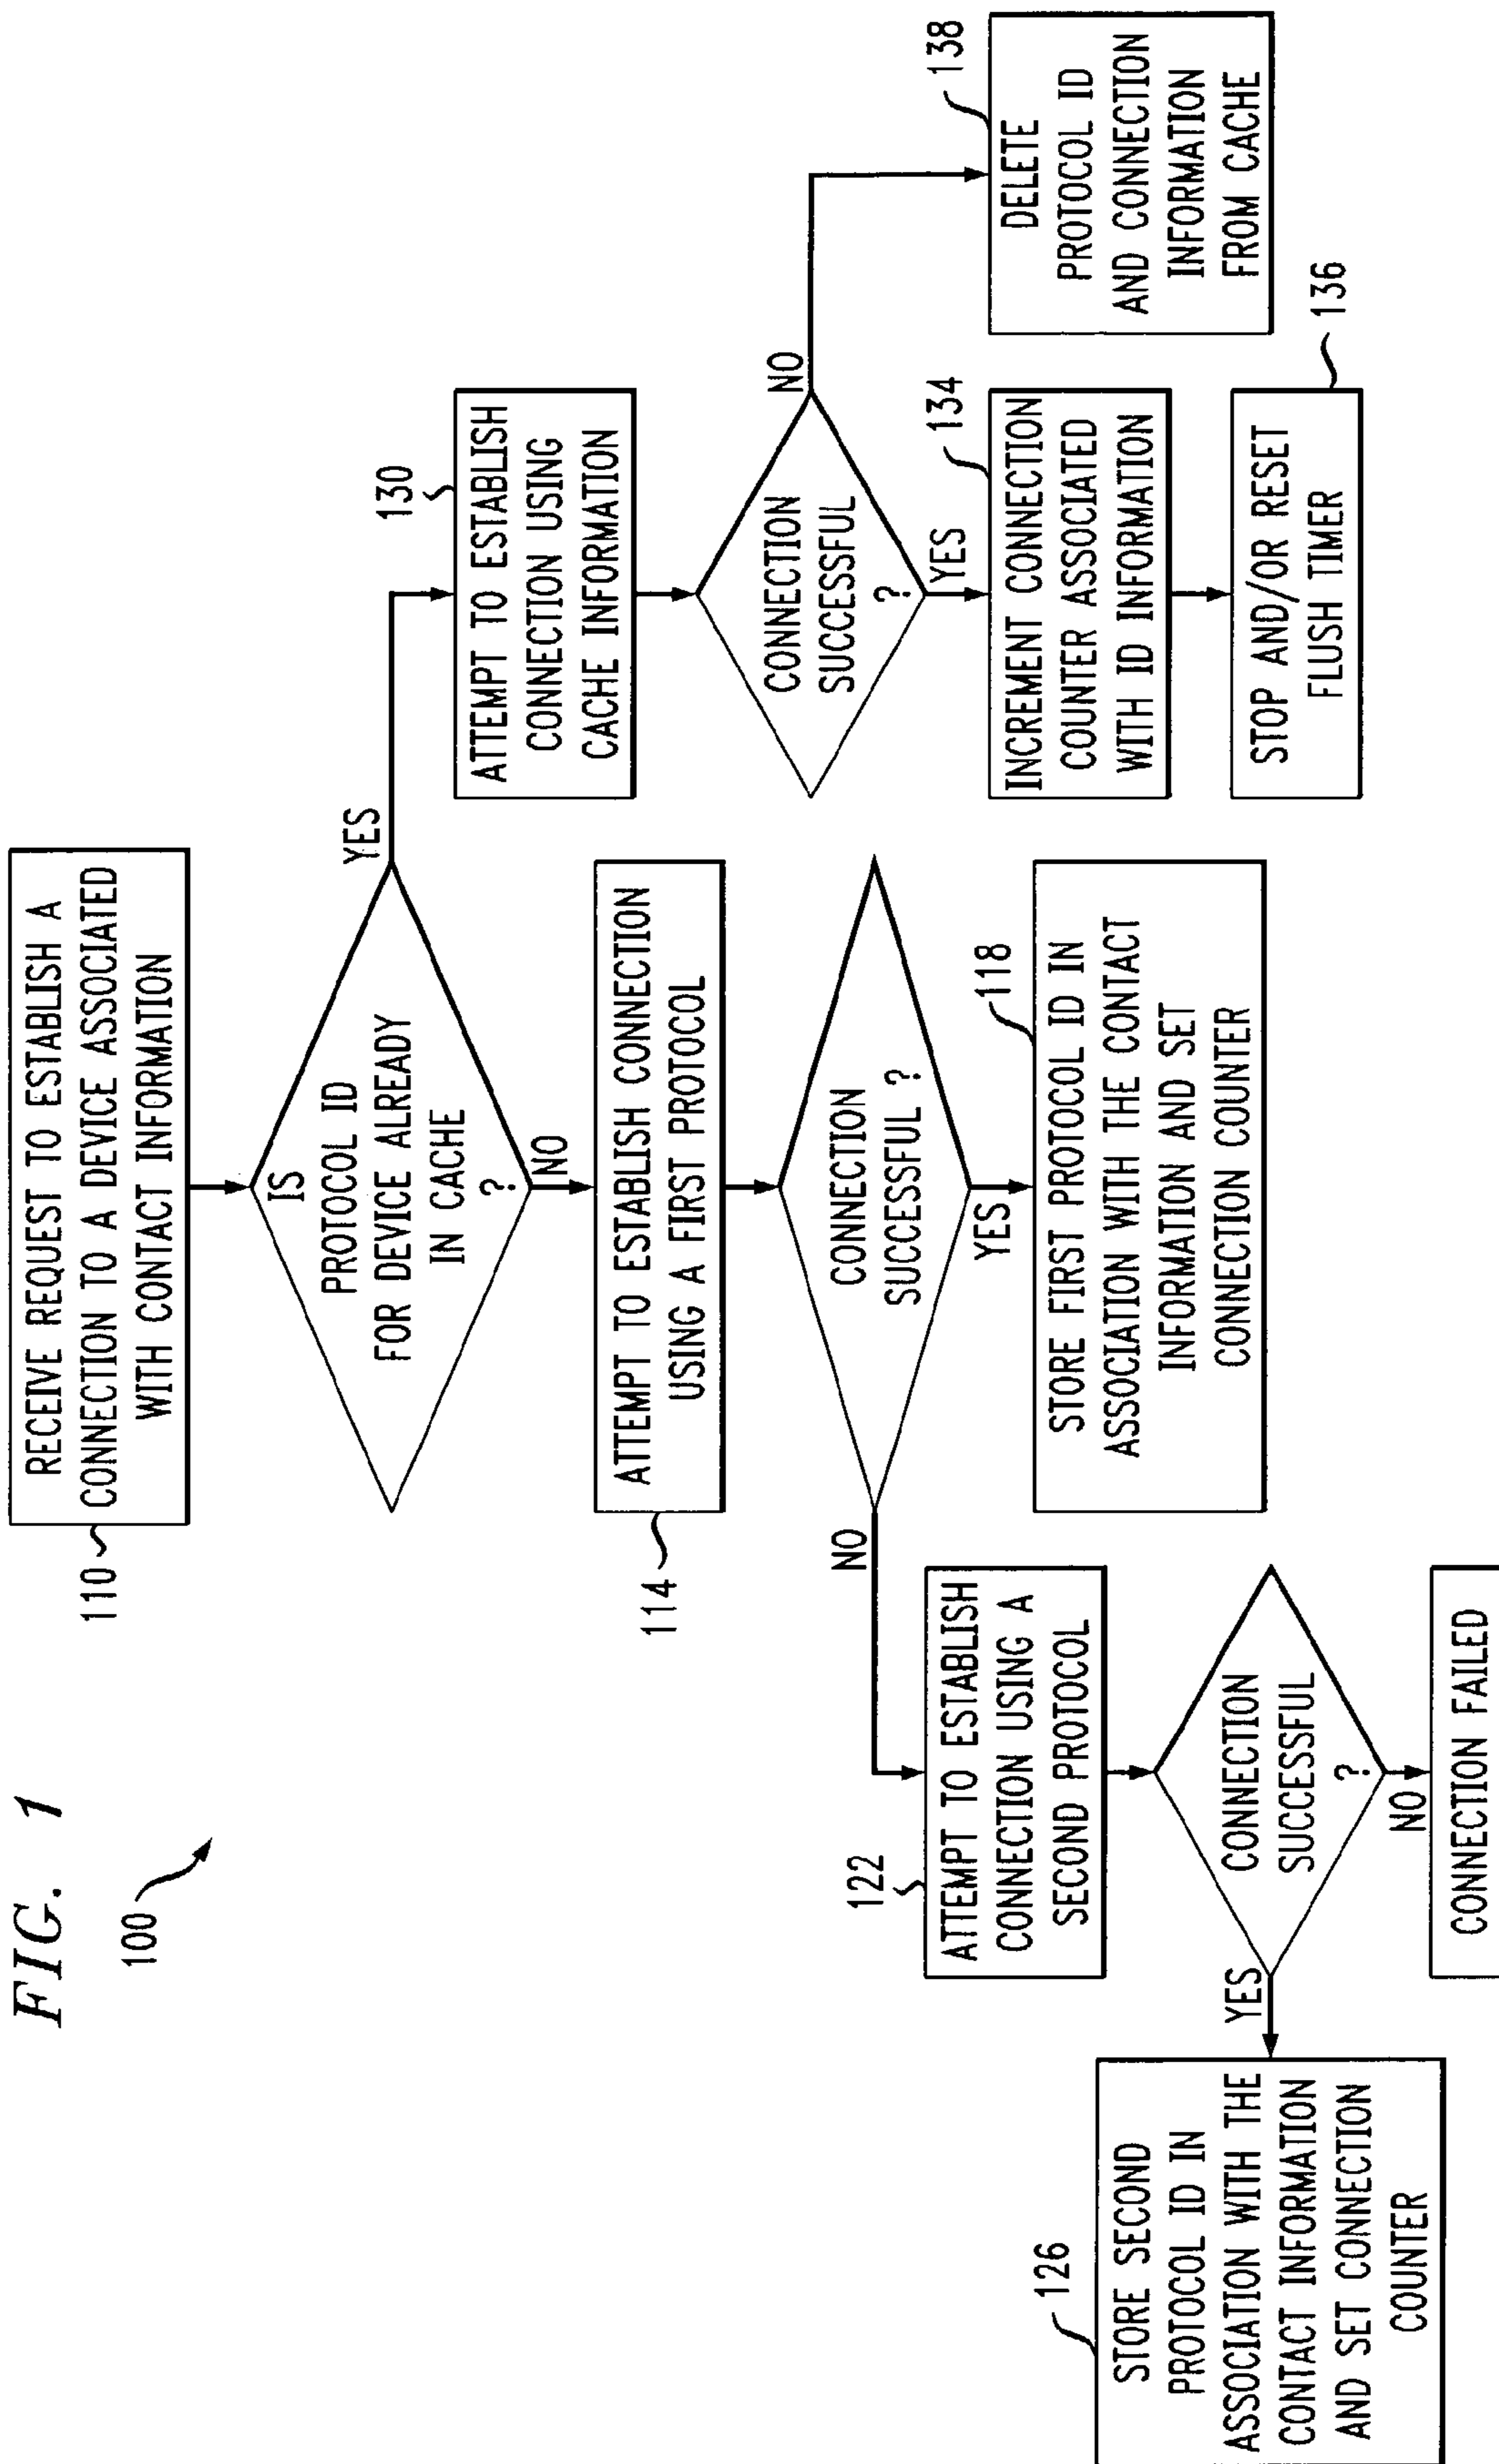 FIG. 1
100
110
RECEIVE REQUEST TO ESTABLISH A
CONNECTION TO A DEVICE ASSOCIATED
WITH CONTACT INFORMATION
IS
PROTOCOL ID
FOR DEVICE ALREADY
IN CACHE
?
YES
NO
130
ATTEMPT TO ESTABLISH
CONNECTION USING
CACHE INFORMATION
CONNECTION
SUCCESSFUL
?
NO
YES
138
DELETE
PROTOCOL ID
AND CONNECTION
INFORMATION
FROM CACHE
134
INCREMENT CONNECTION
COUNTER ASSOCIATED
WITH ID INFORMATION
136
STOP AND/OR RESET
FLUSH TIMER
114
ATTEMPT TO ESTABLISH CONNECTION
USING A FIRST PROTOCOL
CONNECTION
SUCCESSFUL ?
NO
YES
118
STORE FIRST PROTOCOL ID IN
ASSOCIATION WITH THE CONTACT
INFORMATION AND SET
CONNECTION COUNTER
122
ATTEMPT TO ESTABLISH
CONNECTION USING A
SECOND PROTOCOL
CONNECTION
SUCCESSFUL
?
YES
NO
126
STORE SECOND
PROTOCOL ID IN
ASSOCIATION WITH THE
CONTACT INFORMATION
AND SET CONNECTION
COUNTER
CONNECTION FAILED